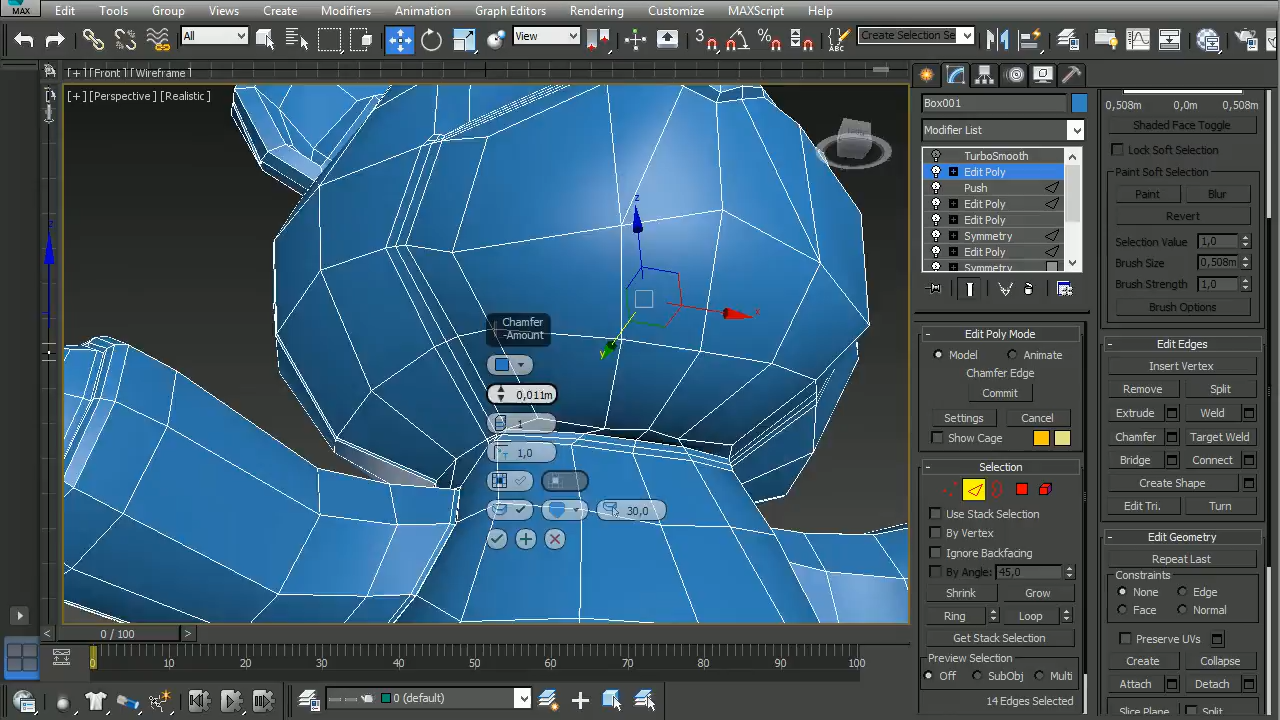 MAX Edit Tools Group Views Create Modifiers Animation Graph Editors Rendering Customize MAXScript Help
All View 3 % ABC Create Selection Se
[+] [Front] [Wireframe]
[+] [Perspective] [Realistic]
z
x
y
z
Chamfer
-Amount
0,011m
1
1,0
30,0
Box001
Modifier List
TurboSmooth
Edit Poly
Push
Edit Poly
Edit Poly
Symmetry
Edit Poly
Symmetry
Edit Poly Mode
Model Animate
Chamfer Edge
Commit
Settings Cancel
Show Cage
Selection
Use Stack Selection
By Vertex
Ignore Backfacing
By Angle: 45,0
Shrink Grow
Ring Loop
Get Stack Selection
Preview Selection
Off SubObj Multi
14 Edges Selected
0,508m 0,0m 0,508m
Shaded Face Toggle
Lock Soft Selection
Paint Soft Selection
Paint Blur
Revert
Selection Value 1,0
Brush Size 0,508m
Brush Strength 1,0
Brush Options
Edit Edges
Insert Vertex
Remove Split
Extrude Weld
Chamfer Target Weld
Bridge Connect
Create Shape
Edit Tri. Turn
Edit Geometry
Repeat Last
Constraints
None Edge
Face Normal
Preserve UVs
Create Collapse
Attach Detach
Slice Plane Split
< 0 / 100 >
0 10 20 30 40 50 60 70 80 90 100
0 (default)